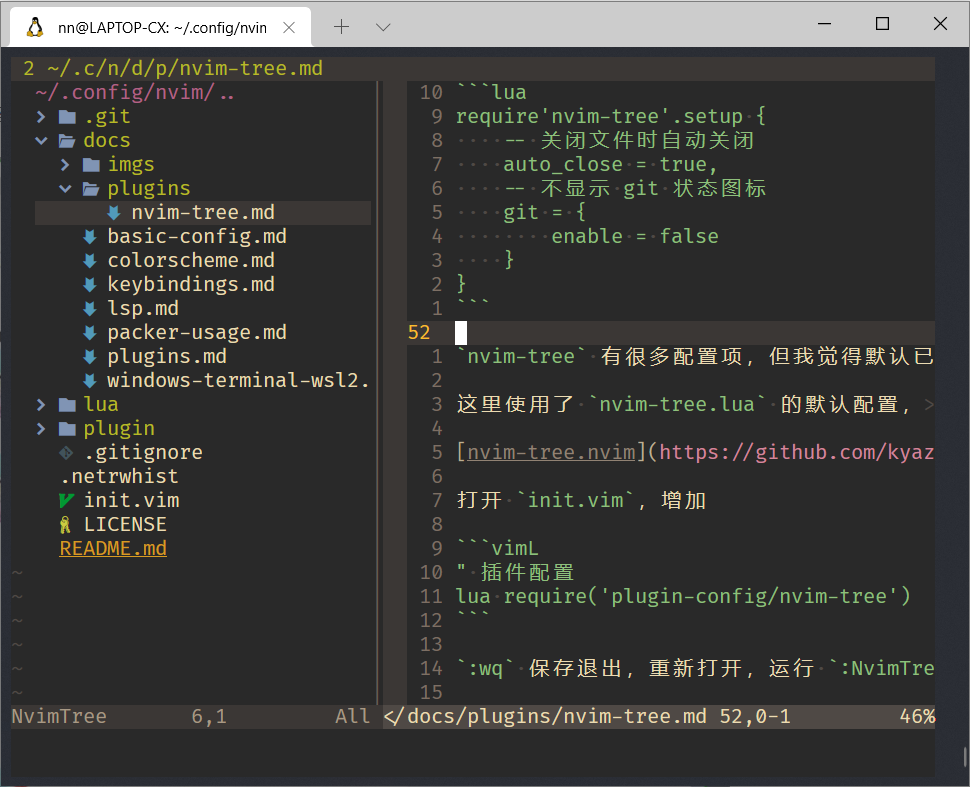 nn@LAPTOP-CX: ~/.config/nvin
2 ~/.c/n/d/p/nvim-tree.md
~/.config/nvim/..
.git
docs
imgs
plugins
nvim-tree.md
basic-config.md
colorscheme.md
keybindings.md
lsp.md
packer-usage.md
plugins.md
windows-terminal-wsl2.
lua
plugin
.gitignore
.netrwhist
init.vim
LICENSE
README.md
~
~
~
~
~
~
NvimTree 6,1 All
10 ```lua
9 require'nvim-tree'.setup {
8 ····-- 关闭文件时自动关闭
7 ····auto_close = true,
6 ····-- 不显示 git 状态图标
5 ····git = {
4 ········enable = false
3 ····}
2 }
1 ```
52
1 `nvim-tree` 有很多配置项，但我觉得默认已
2
3 这里使用了 `nvim-tree.lua` 的默认配置，>
4
5 [nvim-tree.nvim](https://github.com/kyaz
6
7 打开 `init.vim`，增加
8
9 ```vimL
10 " 插件配置
11 lua require('plugin-config/nvim-tree')
12 ```
13
14 `:wq` 保存退出，重新打开，运行 `:NvimTre
15
</docs/plugins/nvim-tree.md 52,0-1 46%